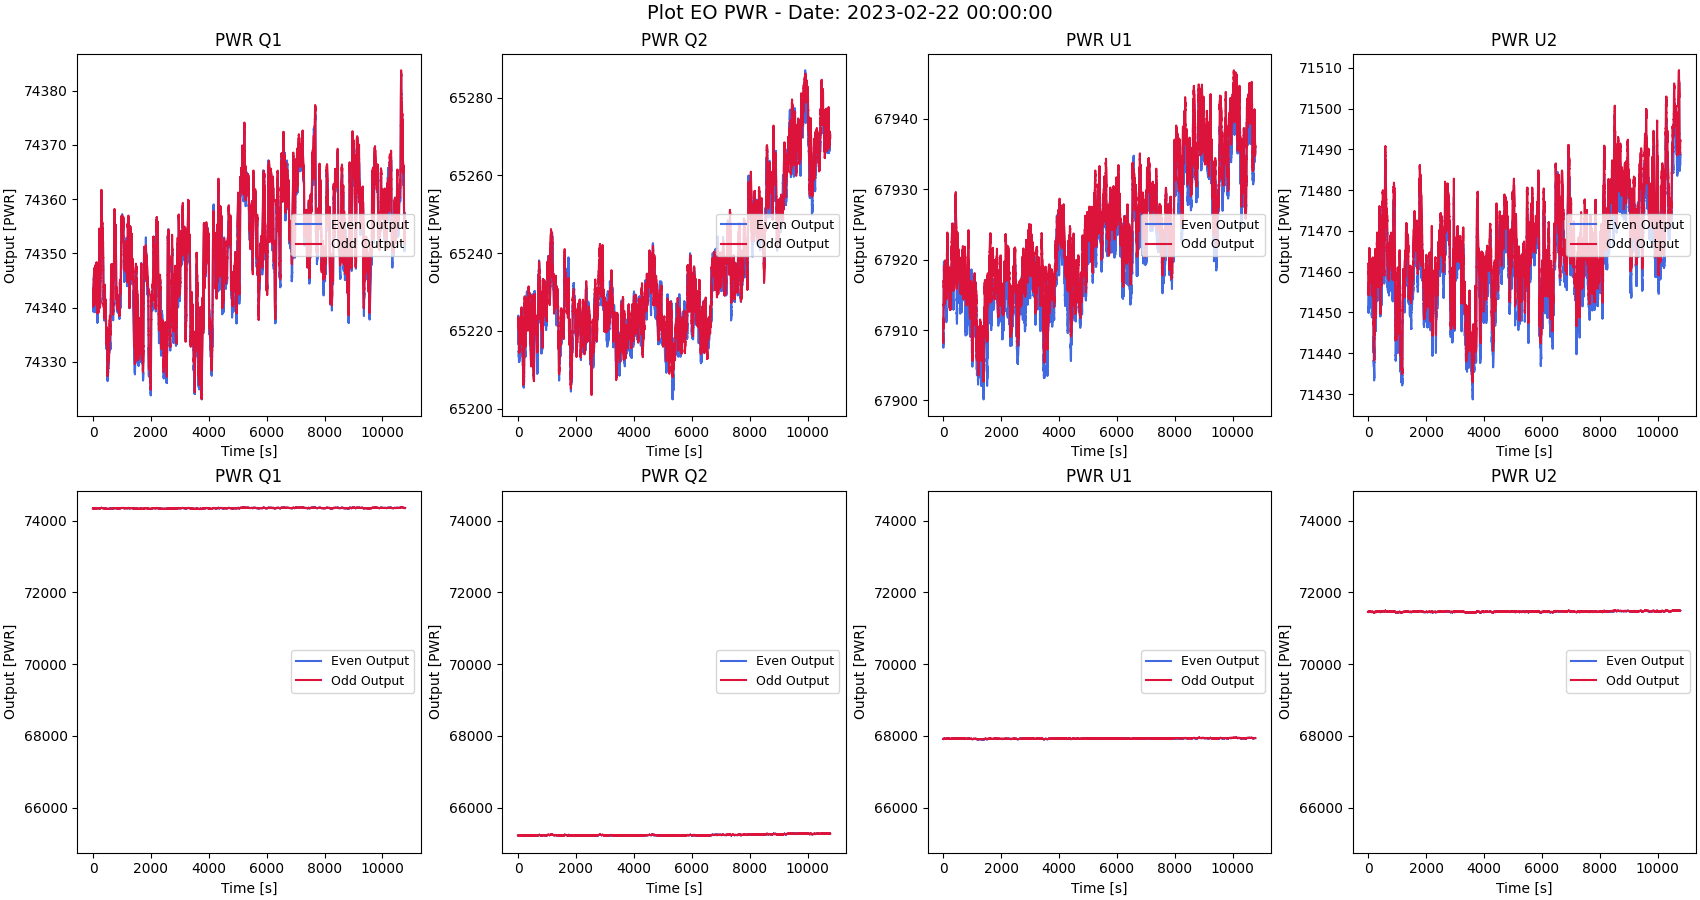 Plot EO PWR - Date: 2023-02-22 00:00:00
PWR Q1
Output [PWR]
74380
74370
74360
74350
74340
74330
Even Output
Odd Output
0 2000 4000 6000 8000 10000
Time [s]
PWR Q2
Output [PWR]
65280
65260
65240
65220
65200
Even Output
Odd Output
0 2000 4000 6000 8000 10000
Time [s]
PWR U1
Output [PWR]
67940
67930
67920
67910
67900
Even Output
Odd Output
0 2000 4000 6000 8000 10000
Time [s]
PWR U2
Output [PWR]
71510
71500
71490
71480
71470
71460
71450
71440
71430
Even Output
Odd Output
0 2000 4000 6000 8000 10000
Time [s]
PWR Q1
Output [PWR]
74000
72000
70000
68000
66000
Even Output
Odd Output
0 2000 4000 6000 8000 10000
Time [s]
PWR Q2
Output [PWR]
74000
72000
70000
68000
66000
Even Output
Odd Output
0 2000 4000 6000 8000 10000
Time [s]
PWR U1
Output [PWR]
74000
72000
70000
68000
66000
Even Output
Odd Output
0 2000 4000 6000 8000 10000
Time [s]
PWR U2
Output [PWR]
74000
72000
70000
68000
66000
Even Output
Odd Output
0 2000 4000 6000 8000 10000
Time [s]